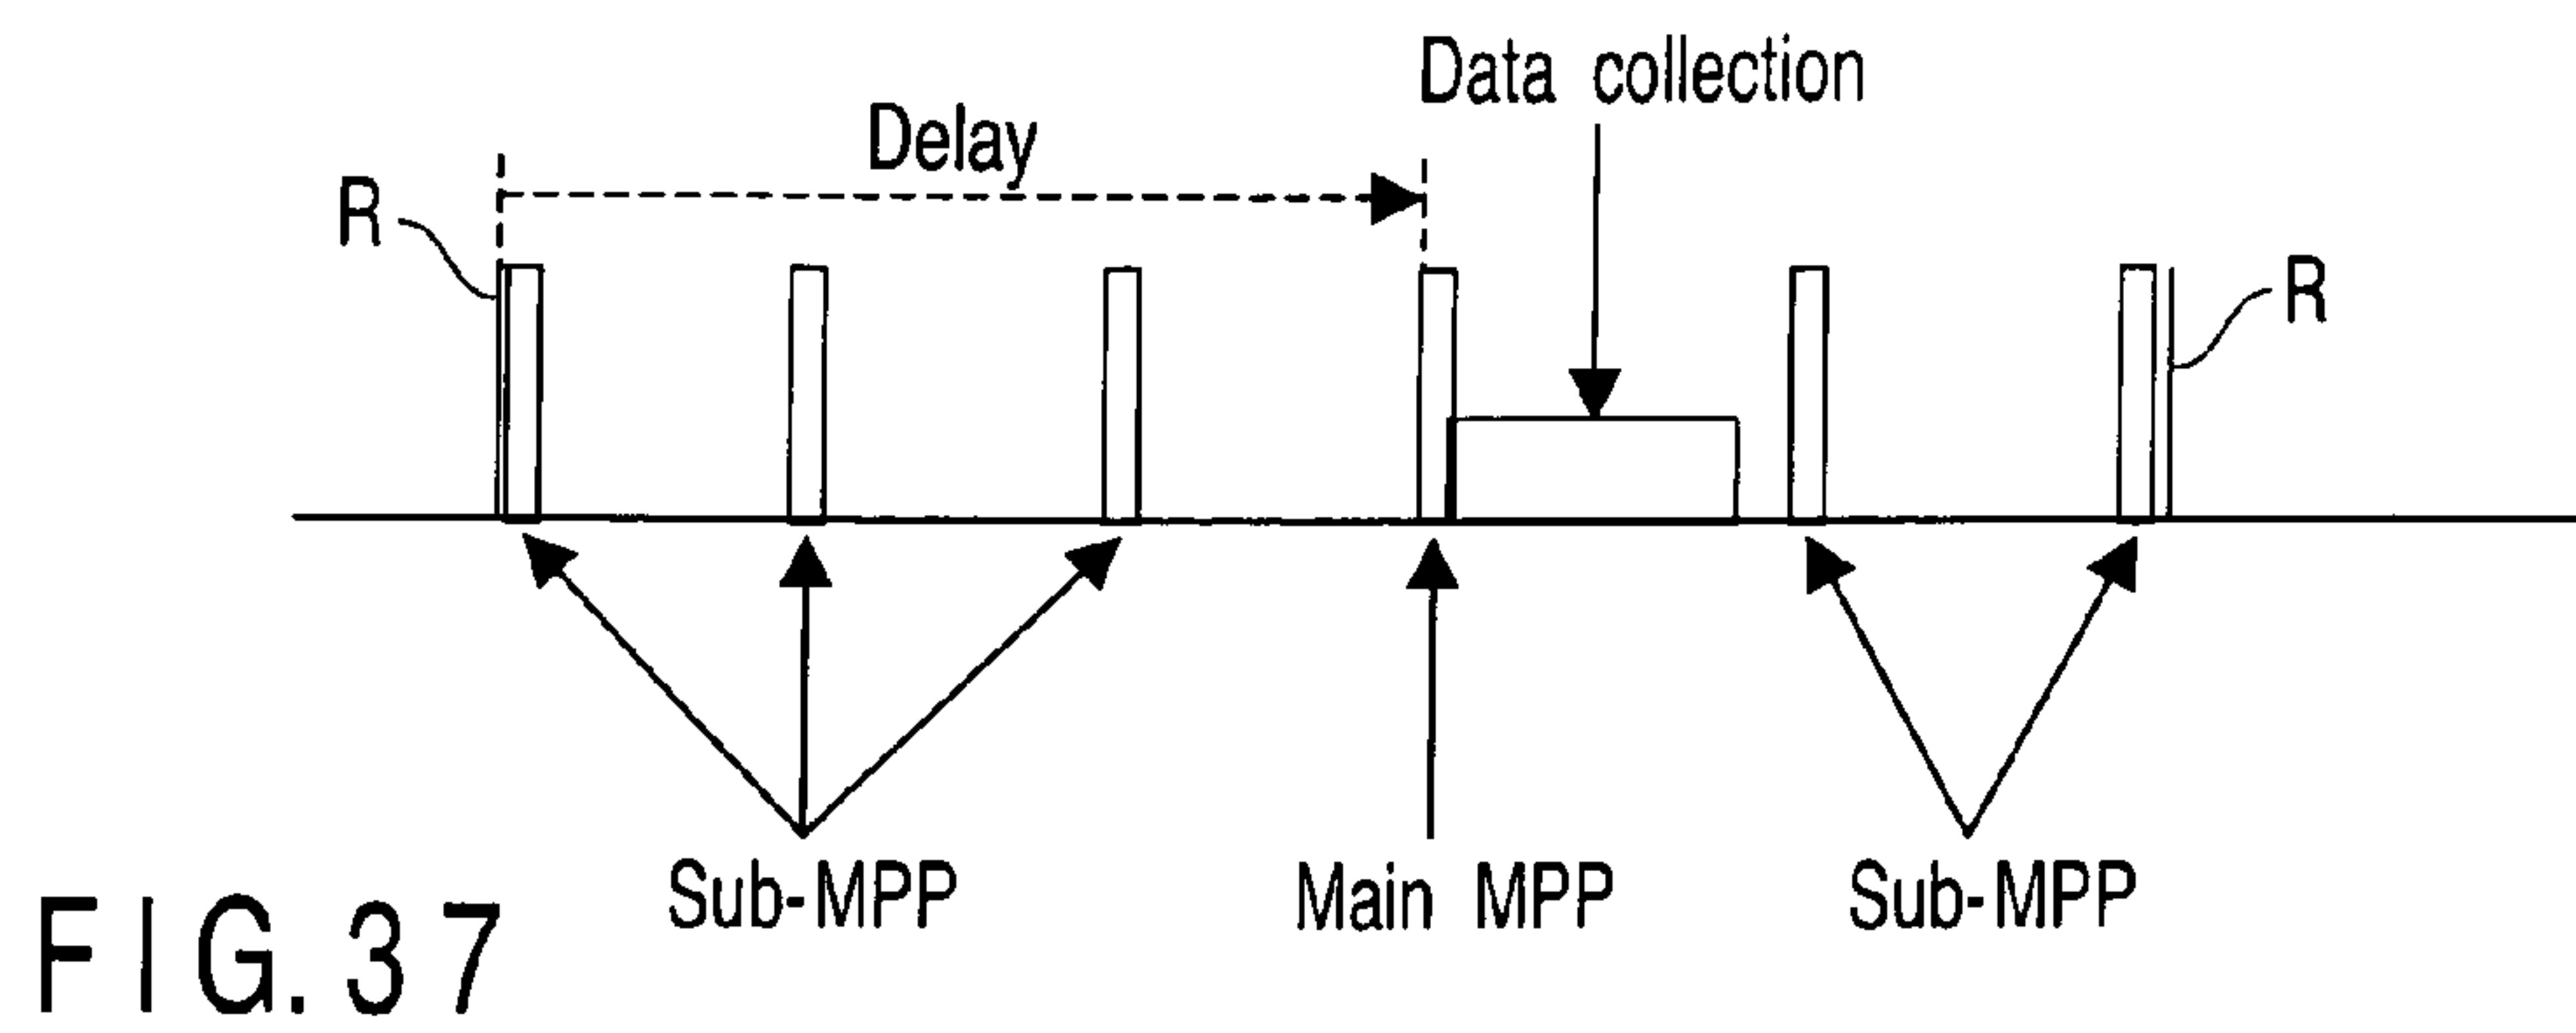 Data collection
Delay
R
R
Sub-MPP
Main MPP
Sub-MPP
FIG.37